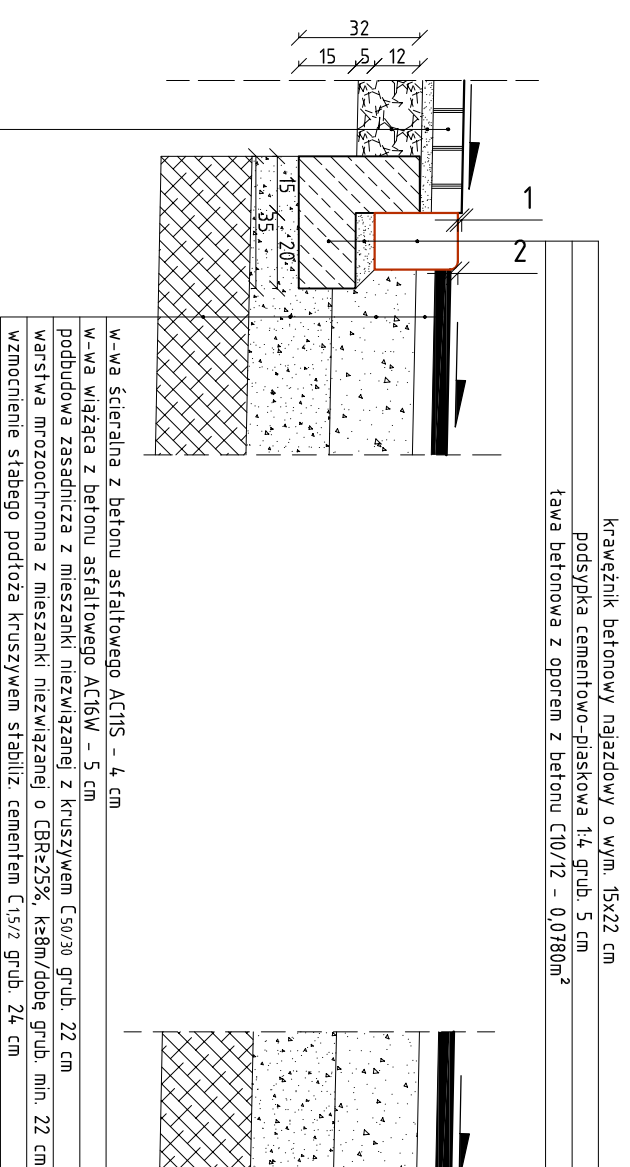 32
15 5 12
1
2
15
20
35
krawężnik betonowy najazdowy o wym. 15x22 cm
podsypka cementowo-piaskowa 1:4 grub. 5 cm
ława betonowa z oporem z betonu C10/12 - 0,0780m²
w-wa ścieralna z betonu asfaltowego AC11S - 4 cm
w-wa wiążąca z betonu asfaltowego AC16W - 5 cm
podbudowa zasadnicza z mieszanki niezwiązanej z kruszywem C50/30 grub. 22 cm
warstwa mrozoochronna z mieszanki niezwiązanej o CBR≥25%, k≥8m/dobę grub. min. 22 cm
wzmocnienie słabego podłoża kruszywem stabiliz. cementem C1,5/2 grub. 24 cm